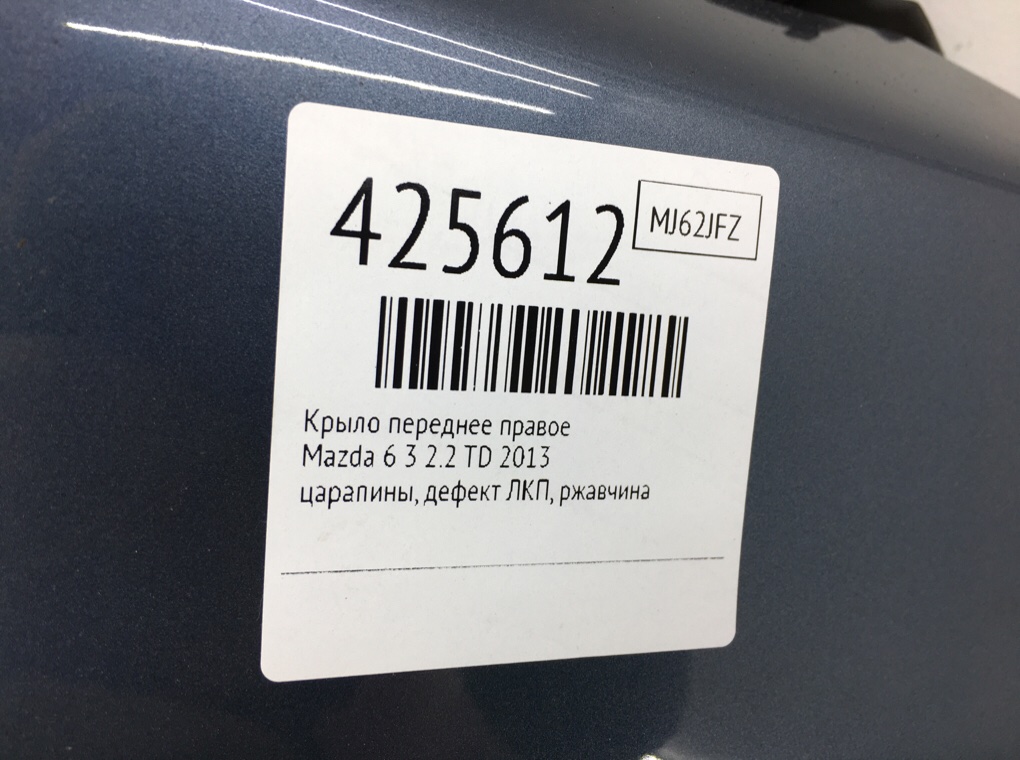 425612
MJ62JFZ
Крыло переднее правое
Mazda 6 3 2.2 TD 2013
царапины, дефект ЛКП, ржавчина